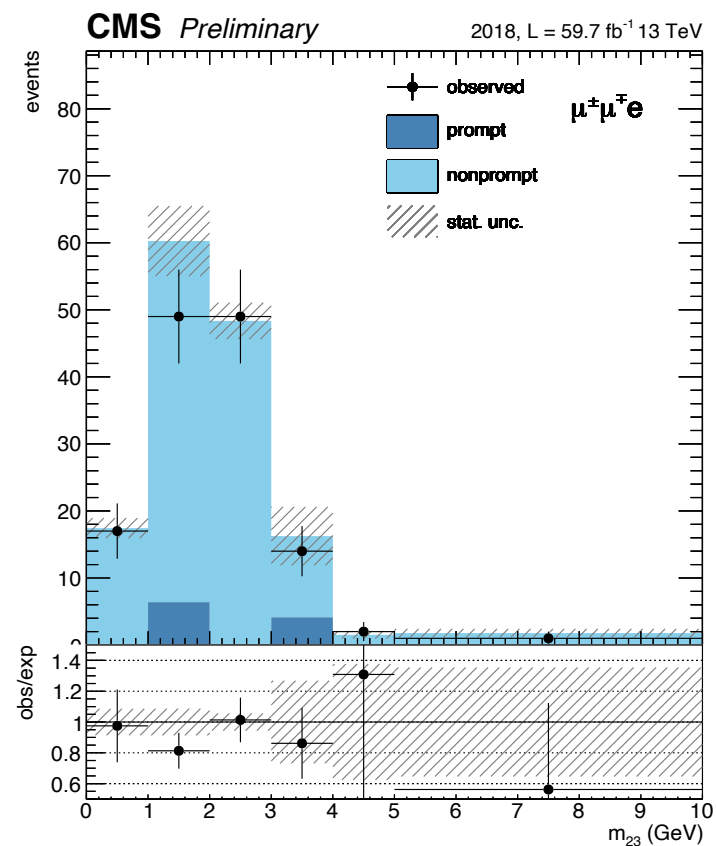 CMS Preliminary 2018, L = 59.7 fb⁻¹ 13 TeV
events
observed
μ±μ∓e
prompt
nonprompt
stat. unc.
80
70
60
50
40
30
20
10
0
obs/exp
1.4
1.2
1
0.8
0.6
0 1 2 3 4 5 6 7 8 9 10
m₂₃ (GeV)